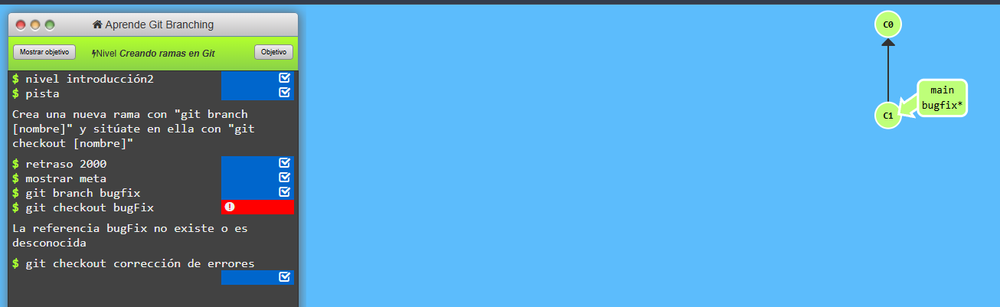 Aprende Git Branching
Mostrar objetivo
Nivel Creando ramas en Git
Objetivo
$ nivel introducción2
$ pista
Crea una nueva rama con "git branch
[nombre]" y sitúate en ella con "git
checkout [nombre]"
$ retraso 2000
$ mostrar meta
$ git branch bugfix
$ git checkout bugFix
La referencia bugFix no existe o es
desconocida
$ git checkout corrección de errores
C0
main
bugfix*
C1